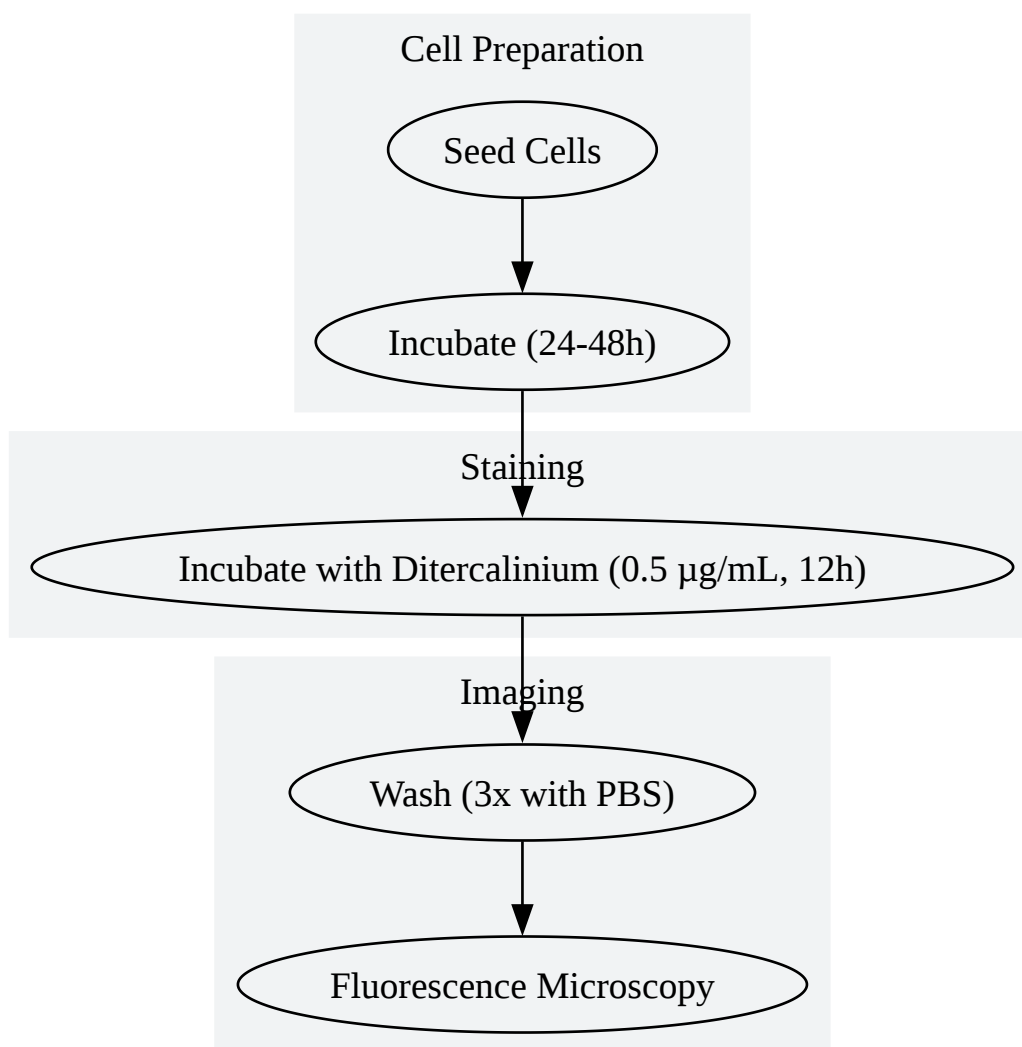 Cell Preparation
Seed Cells
Incubate (24-48h)
Staining
Incubate with Ditercalinium (0.5 µg/mL, 12h)
Imaging
Wash (3x with PBS)
Fluorescence Microscopy